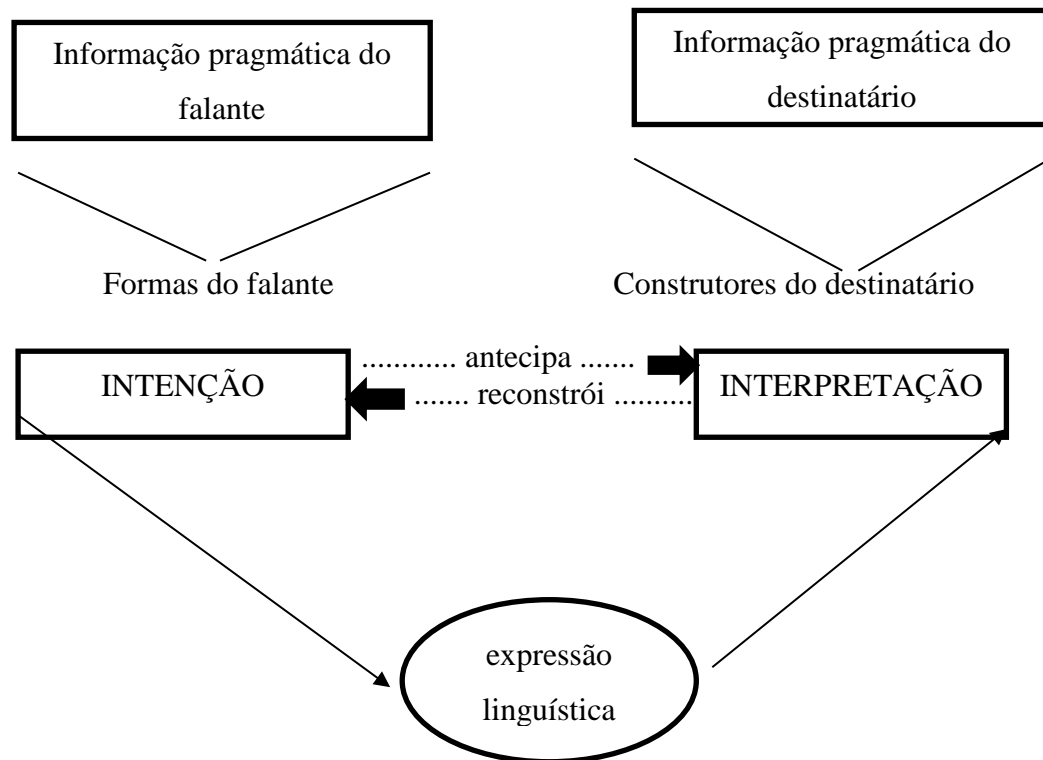 Informação pragmática do
falante
Informação pragmática do
destinatário
Formas do falante
Construtores do destinatário
INTENÇÃO
............ antecipa .......
....... reconstrói ..........
INTERPRETAÇÃO
expressão
linguística